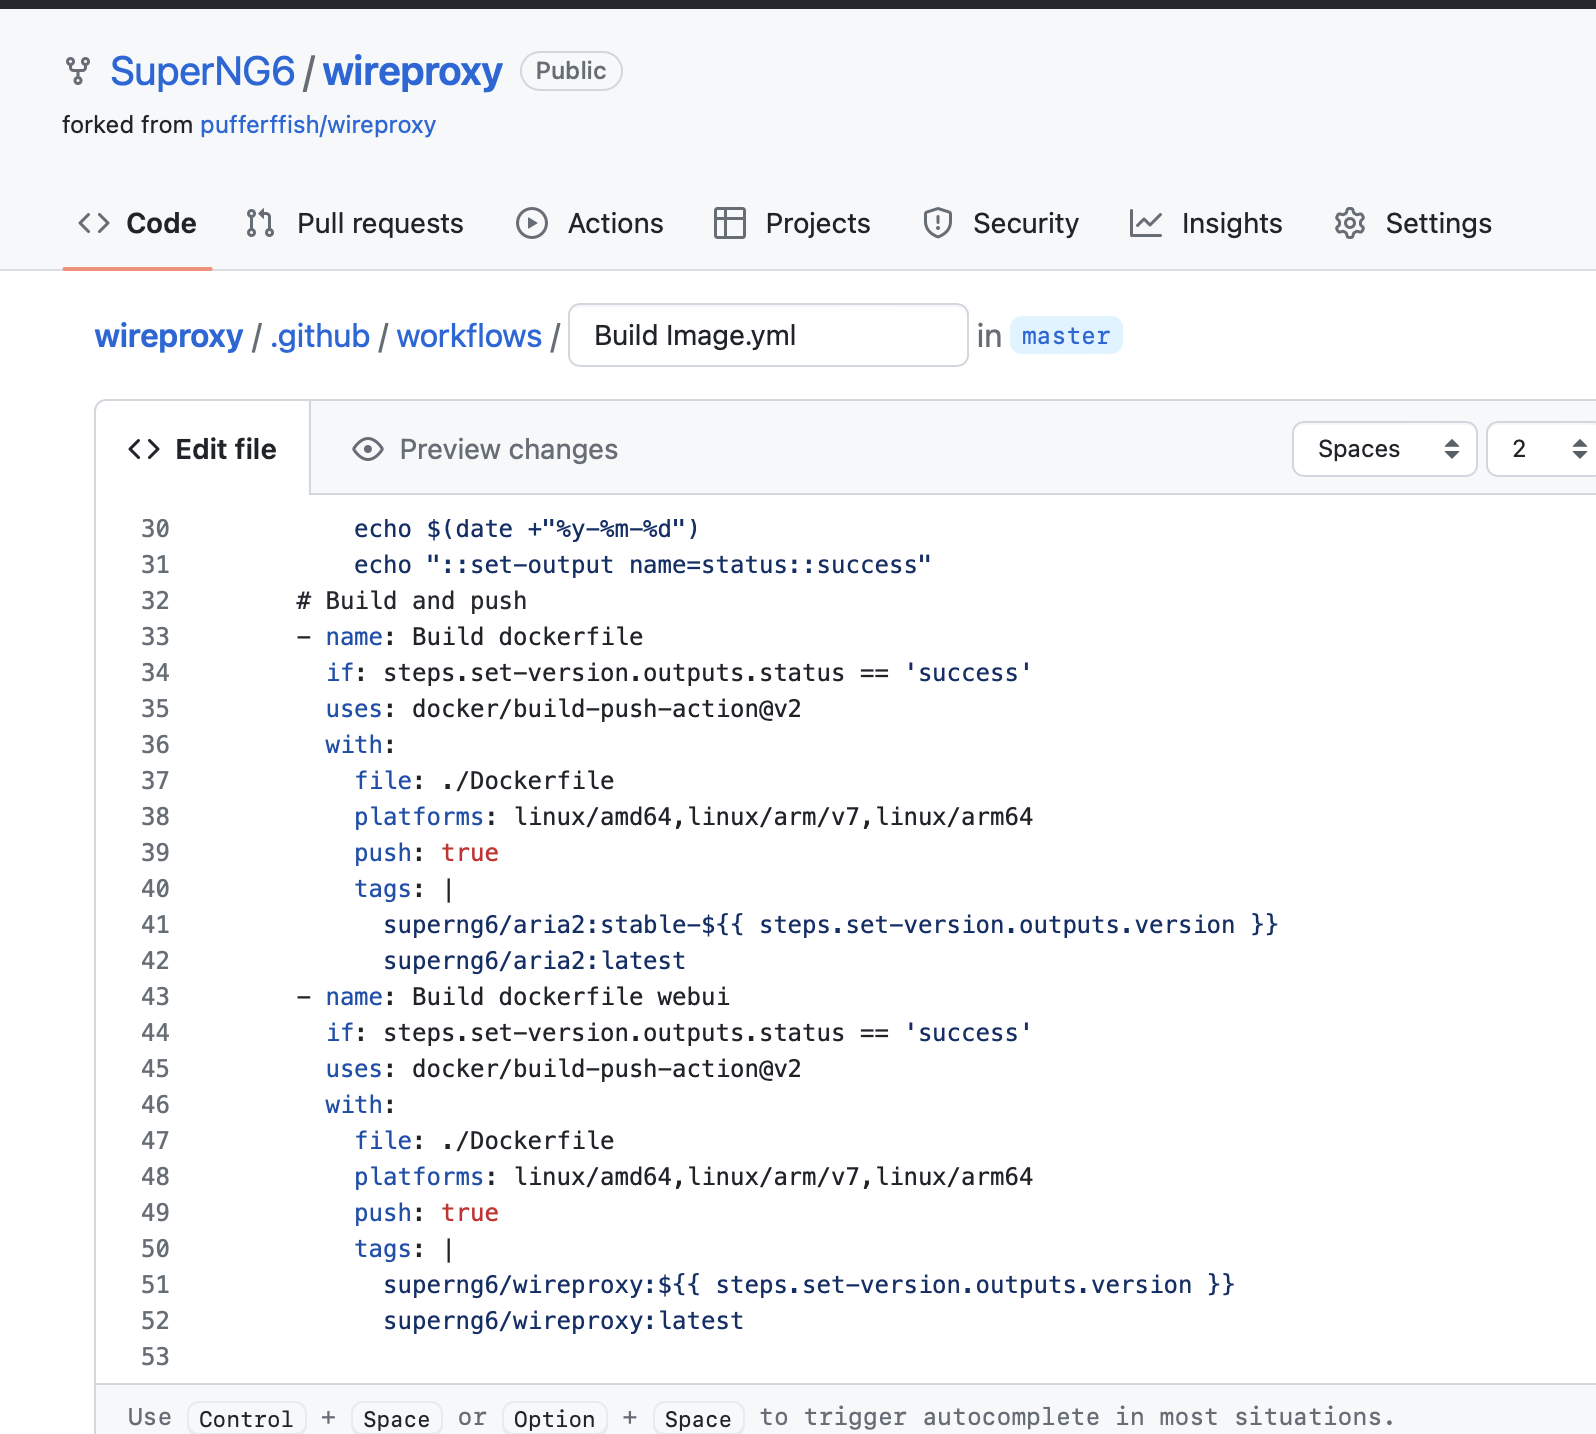 SuperNG6 / wireproxy Public
forked from pufferffish/wireproxy
Code Pull requests Actions Projects Security Insights Settings
wireproxy / .github / workflows / Build Image.yml in master
Edit file Preview changes Spaces 2
30 echo $(date +"%y-%m-%d")
31 echo "::set-output name=status::success"
32 # Build and push
33 - name: Build dockerfile
34 if: steps.set-version.outputs.status == 'success'
35 uses: docker/build-push-action@v2
36 with:
37 file: ./Dockerfile
38 platforms: linux/amd64,linux/arm/v7,linux/arm64
39 push: true
40 tags: |
41 superng6/aria2:stable-${{ steps.set-version.outputs.version }}
42 superng6/aria2:latest
43 - name: Build dockerfile webui
44 if: steps.set-version.outputs.status == 'success'
45 uses: docker/build-push-action@v2
46 with:
47 file: ./Dockerfile
48 platforms: linux/amd64,linux/arm/v7,linux/arm64
49 push: true
50 tags: |
51 superng6/wireproxy:${{ steps.set-version.outputs.version }}
52 superng6/wireproxy:latest
53
Use Control + Space or Option + Space to trigger autocomplete in most situations.